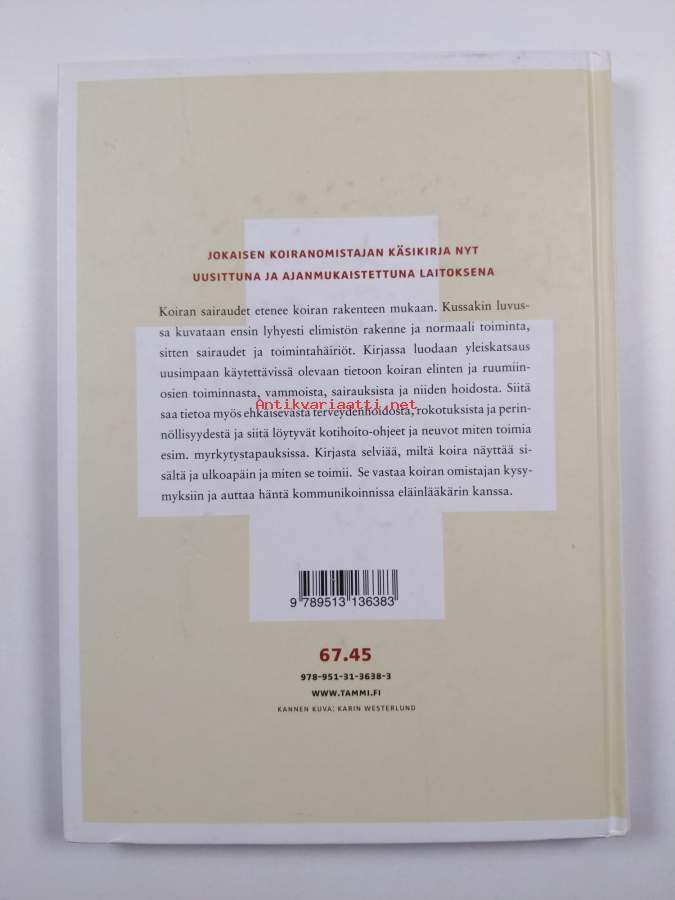 JOKAISEN KOIRANOMISTAJAN KÄSIKIRJA NYT
UUSITTUNA JA AJANMUKAISTETTUNA LAITOKSENA
Koiran sairaudet etenee koiran rakenteen mukaan. Kussakin luvus-
sa kuvataan ensin lyhyesti elimistön rakenne ja normaali toiminta,
sitten sairaudet ja toimintahäiriöt. Kirjassa luodaan yleiskatsaus
uusimpaan käytettävissä olevaan tietoon koiran elinten ja ruumiin-
osien toiminnasta, vammoista, sairauksista ja niiden hoidosta. Siitä
Antikvariaatti.net
saa tietoa myös ehkäisevästä terveydenhoidosta, rokotuksista ja perin-
nöllisyydestä ja siitä löytyvät kotihoito-ohjeet ja neuvot miten toimia
esim. myrkytystapauksissa. Kirjasta selviää, miltä koira näyttää si-
sältä ja ulkoapäin ja miten se toimii. Se vastaa koiran omistajan kysy-
myksiin ja auttaa häntä kommunikoinnissa eläinlääkärin kanssa.
9 789513 136383
67.45
978-951-31-3638-3
WWW.TAMMI.FI
KANNEN KUVA: KARIN WESTERLUND